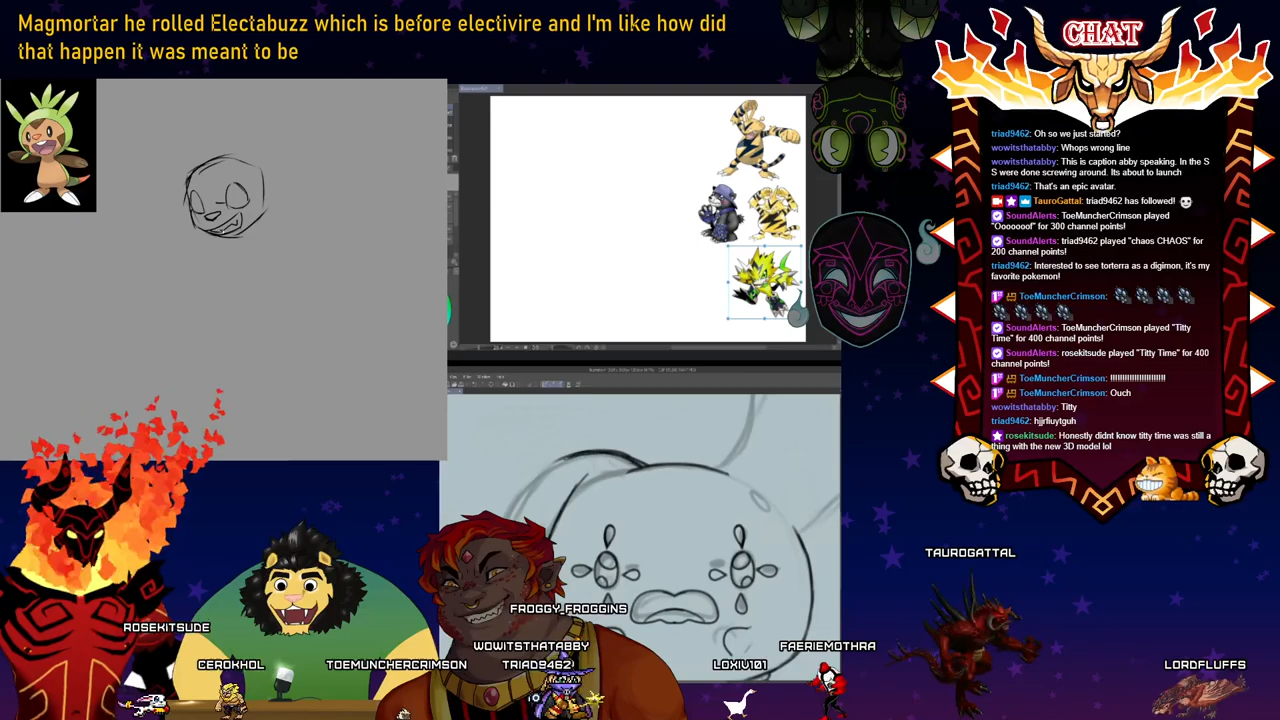 Magmortar he rolled Electabuzz which is before electivire and I'm like how did
that happen it was meant to be
CHAT
triad9462: Oh so we just started?
wowitsthatabby: Whops wrong line
wowitsthatabby: This is caption abby speaking. In the S
S were done screwing around. Its about to launch
triad9462: That's an epic avatar.
TauroGattal: triad9462 has followed!
SoundAlerts: ToeMuncherCrimson played
"Ooooooof" for 300 channel points!
SoundAlerts: triad9462 played "chaos CHAOS" for
200 channel points!
triad9462: Interested to see torterra as a digimon, it's my
favorite pokemon!
ToeMuncherCrimson:
SoundAlerts: ToeMuncherCrimson played "Titty
Time" for 400 channel points!
SoundAlerts: rosekitsude played "Titty Time" for 400
channel points!
ToeMuncherCrimson: !!!!!!!!!!!!!!!!!!!!!!!
ToeMuncherCrimson: Ouch
wowitsthatabby: Titty
triad9462: hjjrfiuytguh
rosekitsude: Honestly didnt know titty time was still a
thing with the new 3D model lol
TAUROGATTAL
FROGGY_FROGGINS
ROSEKITSUDE
WOWITSTHATABBY
FAERIEMOTHRA
CEROKHOL
TOEMUNCHERCRIMSON
TRIAD9462
LOXIV101
LORDFLUFFS